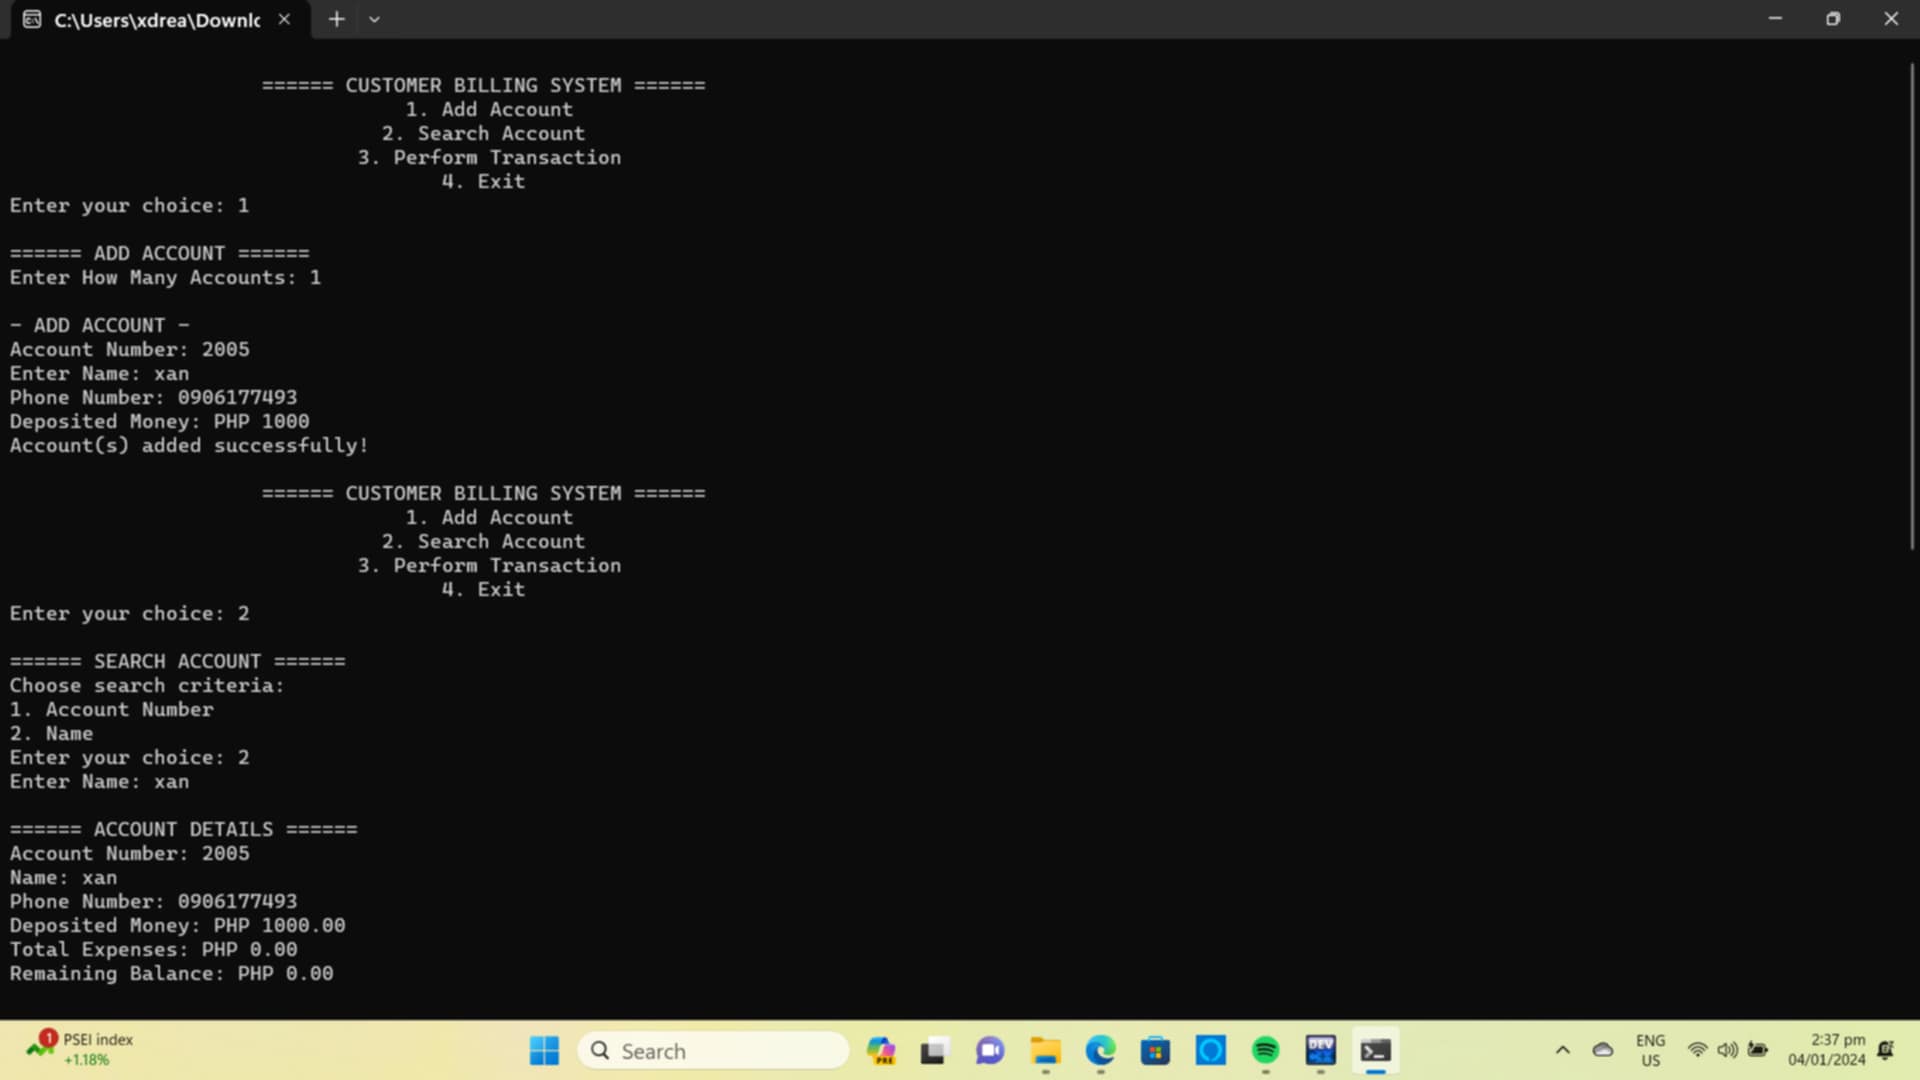 C:\Users\xdrea\Downlo
====== CUSTOMER BILLING SYSTEM ======
1. Add Account
2. Search Account
3. Perform Transaction
4. Exit
Enter your choice: 1
====== ADD ACCOUNT ======
Enter How Many Accounts: 1
- ADD ACCOUNT -
Account Number: 2005
Enter Name: xan
Phone Number: 0906177493
Deposited Money: PHP 1000
Account(s) added successfully!
====== CUSTOMER BILLING SYSTEM ======
1. Add Account
2. Search Account
3. Perform Transaction
4. Exit
Enter your choice: 2
====== SEARCH ACCOUNT ======
Choose search criteria:
1. Account Number
2. Name
Enter your choice: 2
Enter Name: xan
====== ACCOUNT DETAILS ======
Account Number: 2005
Name: xan
Phone Number: 0906177493
Deposited Money: PHP 1000.00
Total Expenses: PHP 0.00
Remaining Balance: PHP 0.00
1
PSEI index
+1.18%
Search
PRE
DEV
ENG
US
2:37 pm
04/01/2024